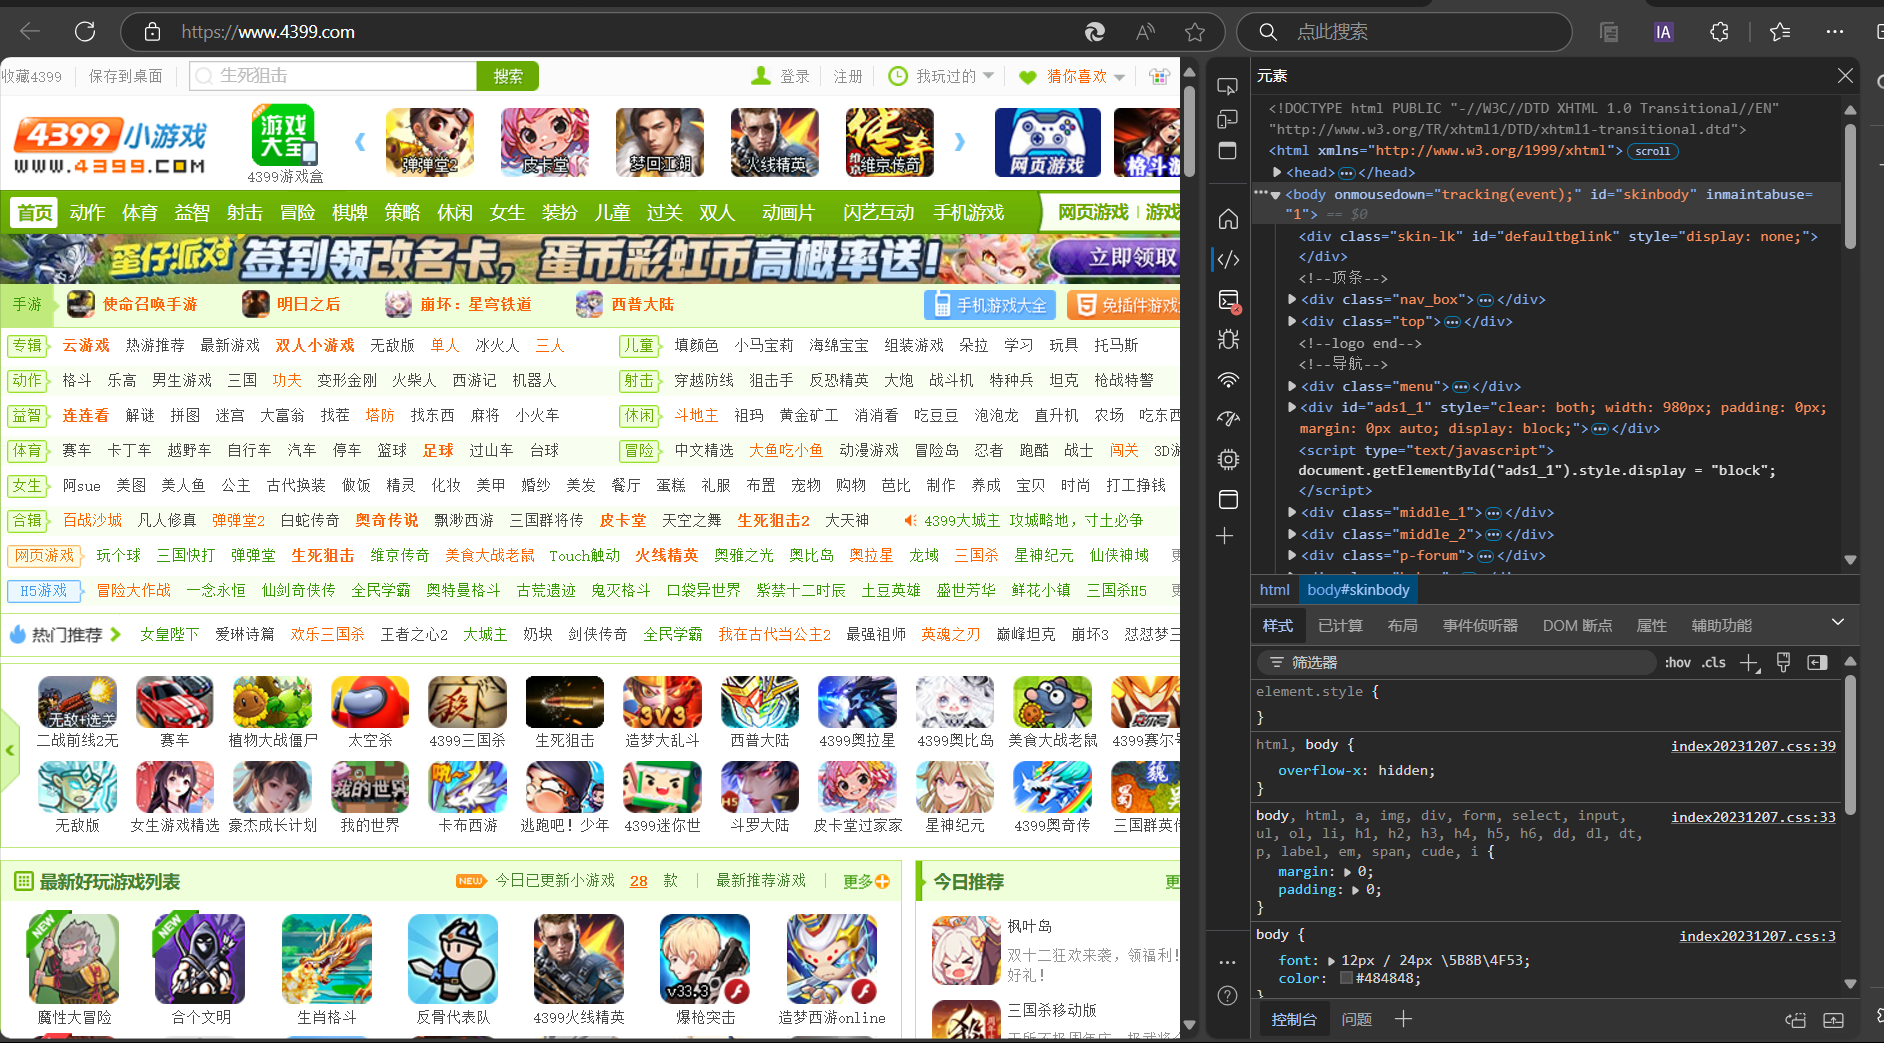 https://www.4399.com
点此搜索
IA
收藏4399 保存到桌面 生死狙击 搜索 登录 注册 我玩过的 猜你喜欢
4399小游戏
www.4399.com
游戏大全
4399游戏盒
弹弹堂2 皮卡堂 梦回江湖 火线精英 维京传奇 网页游戏
首页 动作 体育 益智 射击 冒险 棋牌 策略 休闲 女生 装扮 儿童 过关 双人 动画片 闪艺互动 手机游戏 网页游戏
蛋仔派对 签到领改名卡，蛋币彩虹币高概率送！ 立即领取
手游 使命召唤手游 明日之后 崩坏：星穹铁道 西普大陆 手机游戏大全 免插件游戏
专辑 云游戏 热游推荐 最新游戏 双人小游戏 无敌版 单人 冰火人 三人 儿童 填颜色 小马宝莉 海绵宝宝 组装游戏 朵拉 学习 玩具 托马斯
动作 格斗 乐高 男生游戏 三国 功夫 变形金刚 火柴人 西游记 机器人 射击 穿越防线 狙击手 反恐精英 大炮 战斗机 特种兵 坦克 枪战特警
益智 连连看 解谜 拼图 迷宫 大富翁 找茬 塔防 找东西 麻将 小火车 休闲 斗地主 祖玛 黄金矿工 消消看 吃豆豆 泡泡龙 直升机 农场 吃东西
体育 赛车 卡丁车 越野车 自行车 汽车 停车 篮球 足球 过山车 台球 冒险 中文精选 大鱼吃小鱼 动漫游戏 冒险岛 忍者 跑酷 战士 闯关 3D
女生 阿sue 美图 美人鱼 公主 古代换装 做饭 精灵 化妆 美甲 婚纱 美发 餐厅 蛋糕 礼服 布置 宠物 购物 芭比 制作 养成 宝贝 时尚 打工挣钱
合辑 百战沙城 凡人修真 弹弹堂2 白蛇传奇 奥奇传说 飘渺西游 三国群将传 皮卡堂 天空之舞 生死狙击2 大天神 4399大城主 攻城略地，寸土必争
网页游戏 玩个球 三国快打 弹弹堂 生死狙击 维京传奇 美食大战老鼠 Touch触动 火线精英 奥雅之光 奥比岛 奥拉星 龙域 三国杀 星神纪元 仙侠神域
H5游戏 冒险大作战 一念永恒 仙剑奇侠传 全民学霸 奥特曼格斗 古荒遗迹 鬼灭格斗 口袋异世界 紫禁十二时辰 土豆英雄 盛世芳华 鲜花小镇 三国杀H5
热门推荐 女皇陛下 爱琳诗篇 欢乐三国杀 王者之心2 大城主 奶块 剑侠传奇 全民学霸 我在古代当公主2 最强祖师 英魂之刃 巅峰坦克 崩坏3 怼怼梦三
无敌+选关 3V3
二战前线2无 赛车 植物大战僵尸 太空杀 4399三国杀 生死狙击 造梦大乱斗 西普大陆 4399奥拉星 4399奥比岛 美食大战老鼠 4399赛尔号
我的世界 H5
无敌版 女生游戏精选 豪杰成长计划 我的世界 卡布西游 逃跑吧！少年 4399迷你世 斗罗大陆 皮卡堂过家家 星神纪元 4399奥奇传 三国群英传
最新好玩游戏列表 NEW 今日已更新小游戏 28 款 最新推荐游戏 更多
NEW NEW v33.3
魔性大冒险 合个文明 生肖格斗 反骨代表队 4399火线精英 爆枪突击 造梦西游online
今日推荐
枫叶岛
双十二狂欢来袭，领福利！
好礼！
三国杀移动版
元素
<!DOCTYPE html PUBLIC "-//W3C//DTD XHTML 1.0 Transitional//EN"
"http://www.w3.org/TR/xhtml1/DTD/xhtml1-transitional.dtd">
<html xmlns="http://www.w3.org/1999/xhtml"> scroll
<head>…</head>
<body onmousedown="tracking(event);" id="skinbody" inmaintabuse=
"1"> == $0
<div class="skin-lk" id="defaultbglink" style="display: none;">
</div>
<!--顶条-->
<div class="nav_box">…</div>
<div class="top">…</div>
<!--logo end-->
<!--导航-->
<div class="menu">…</div>
<div id="ads1_1" style="clear: both; width: 980px; padding: 0px;
margin: 0px auto; display: block;">…</div>
<script type="text/javascript">
document.getElementById("ads1_1").style.display = "block";
</script>
<div class="middle_1">…</div>
<div class="middle_2">…</div>
<div class="p-forum">…</div>
html body#skinbody
样式 已计算 布局 事件侦听器 DOM 断点 属性 辅助功能
筛选器 :hov .cls
element.style {
}
html, body { index20231207.css:39
overflow-x: hidden;
}
body, html, a, img, div, form, select, input, index20231207.css:33
ul, ol, li, h1, h2, h3, h4, h5, h6, dd, dl, dt,
p, label, em, span, cude, i {
margin: 0;
padding: 0;
}
body { index20231207.css:3
font: 12px / 24px \5B8B\4F53;
color: #484848;
}
控制台 问题